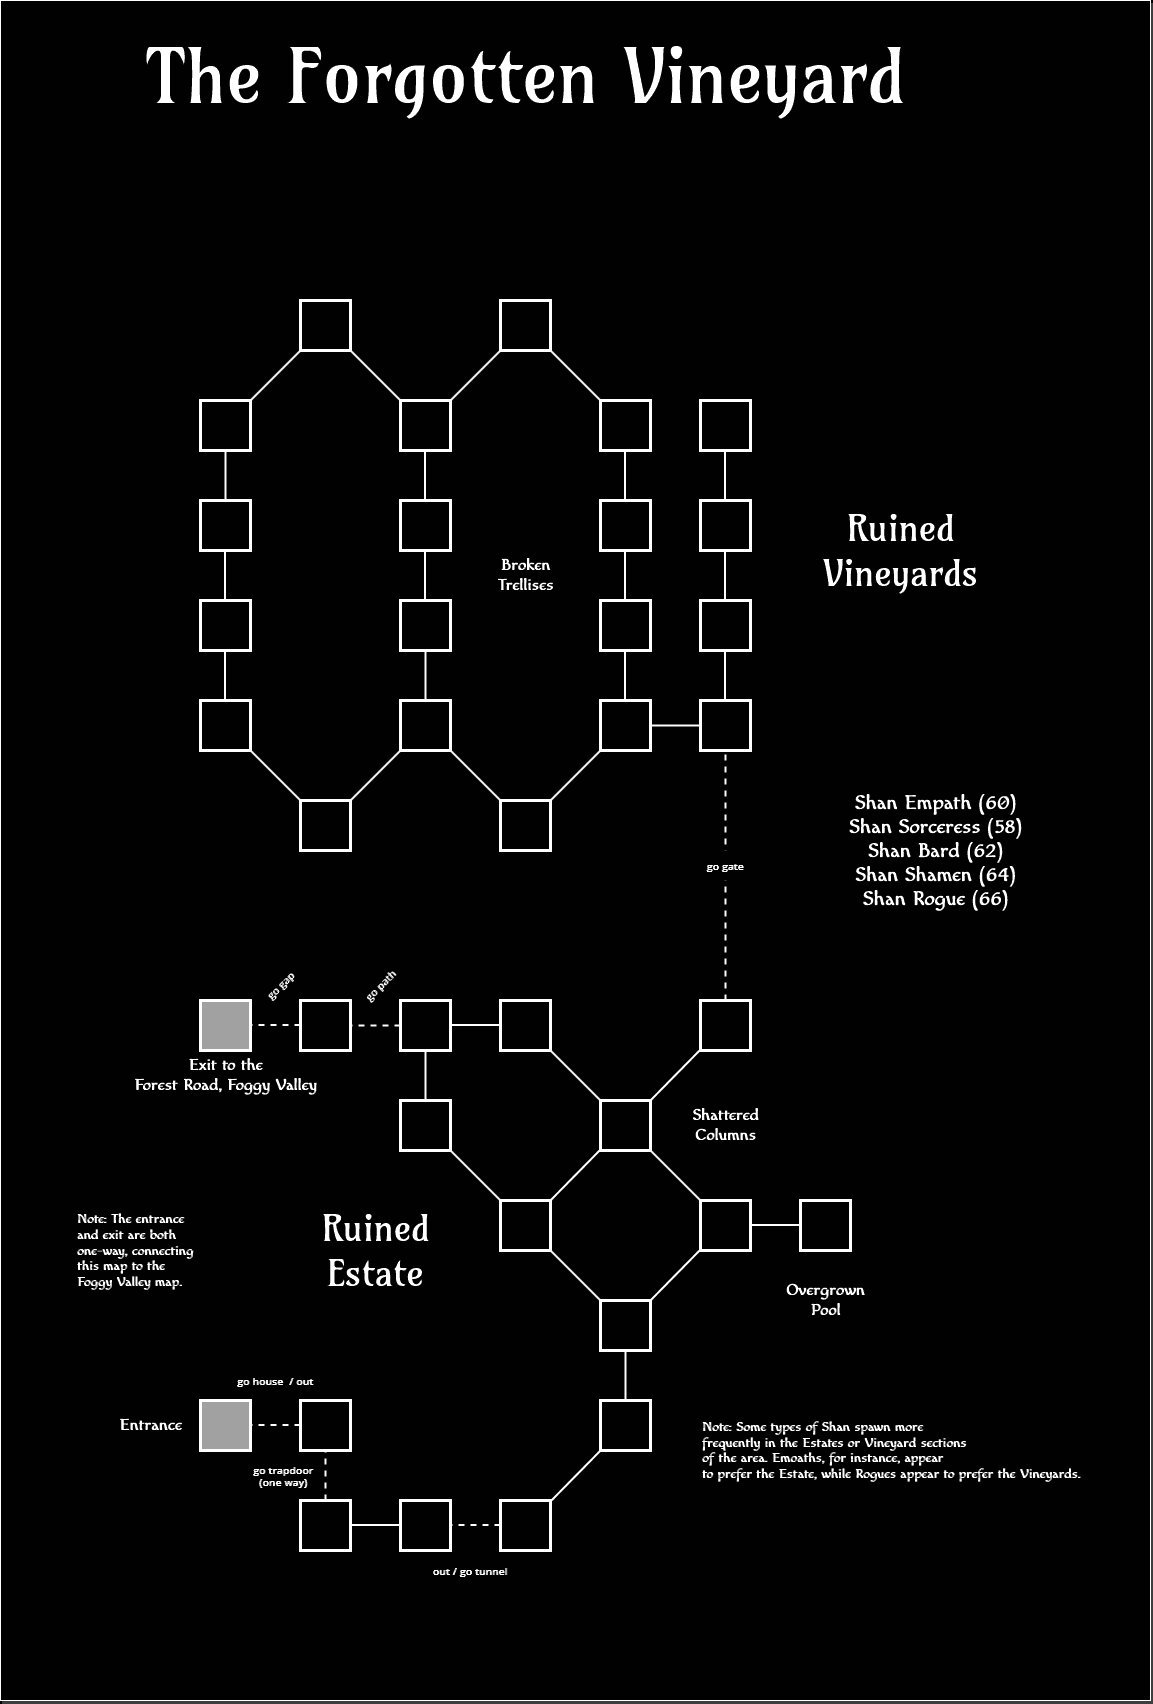 The Forgotten Vineyard
Ruined
Vineyards
Broken
Trellises
Shan Empath (60)
Shan Sorceress (58)
Shan Bard (62)
Shan Shamen (64)
Shan Rogue (66)
go gate
go gap
go path
Exit to the
Forest Road, Foggy Valley
Shattered
Columns
Note: The entrance
and exit are both
one-way, connecting
this map to the
Foggy Valley map.
Ruined
Estate
Overgrown
Pool
go house / out
Entrance
Note: Some types of Shan spawn more
frequently in the Estates or Vineyard sections
of the area. Emoaths, for instance, appear
to prefer the Estate, while Rogues appear to prefer the Vineyards.
go trapdoor
(one way)
out / go tunnel